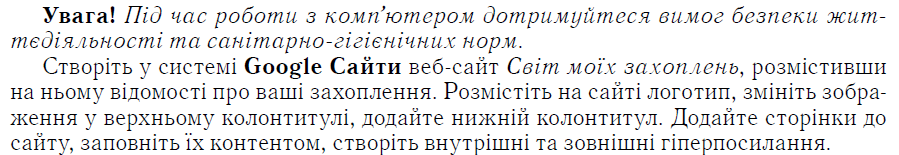 Увага! Під час роботи з комп’ютером дотримуйтеся вимог безпеки жит-
тєдіяльності та санітарно-гігієнічних норм.
Створіть у системі Google Сайти веб-сайт Світ моїх захоплень, розмістивши
на ньому відомості про ваші захоплення. Розмістіть на сайті логотип, змініть зобра-
ження у верхньому колонтитулі, додайте нижній колонтитул. Додайте сторінки до
сайту, заповніть їх контентом, створіть внутрішні та зовнішні гіперпосилання.